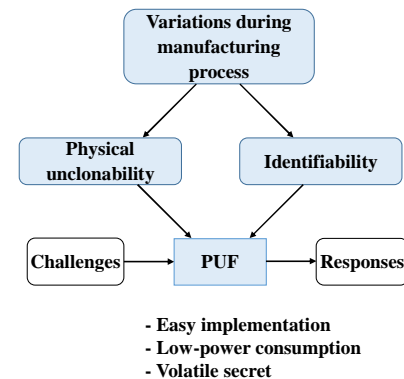 Variations during
manufacturing
process
Physical
unclonability
Identifiability
Challenges
PUF
Responses
- Easy implementation
- Low-power consumption
- Volatile secret